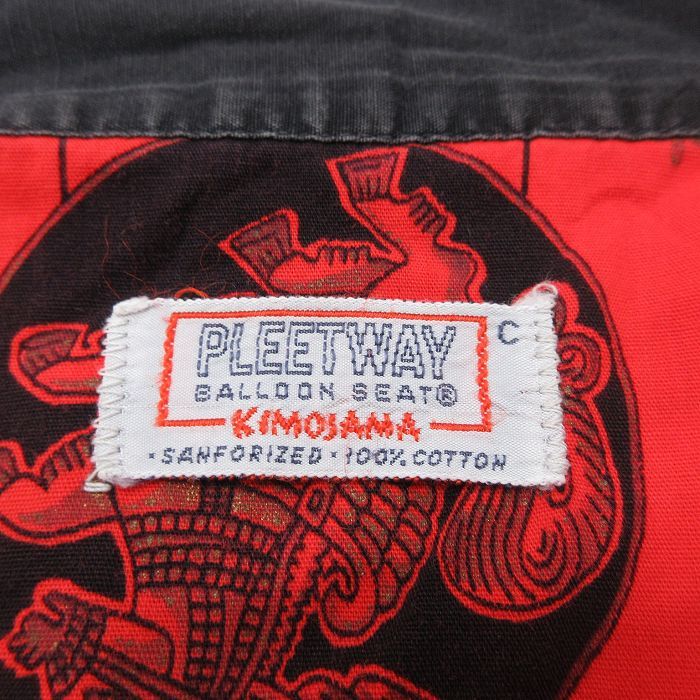 PLEETWAY C
BALLOON SEAT®
KIMOJAMA
· SANFORIZED · 100% COTTON